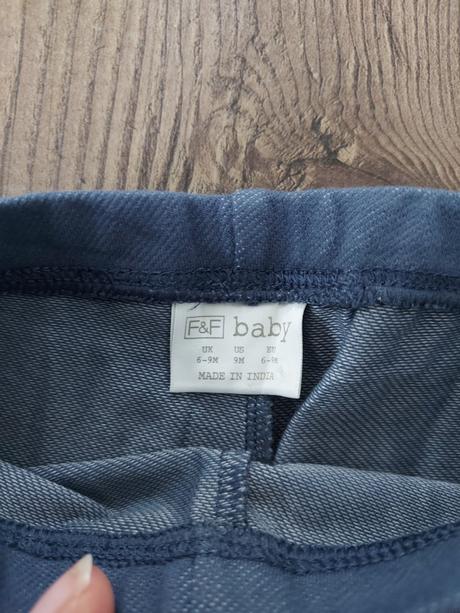 F&F baby
UK US EU
6-9M 9M 6-9M
MADE IN INDIA